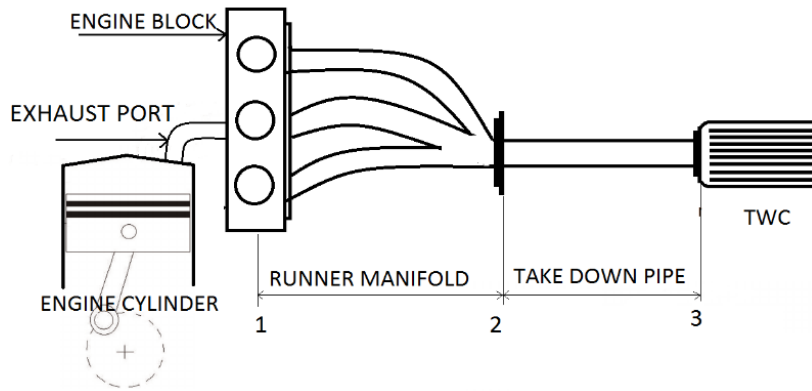 ENGINE BLOCK
EXHAUST PORT
TWC
RUNNER MANIFOLD
TAKE DOWN PIPE
ENGINE CYLINDER
1
2
3